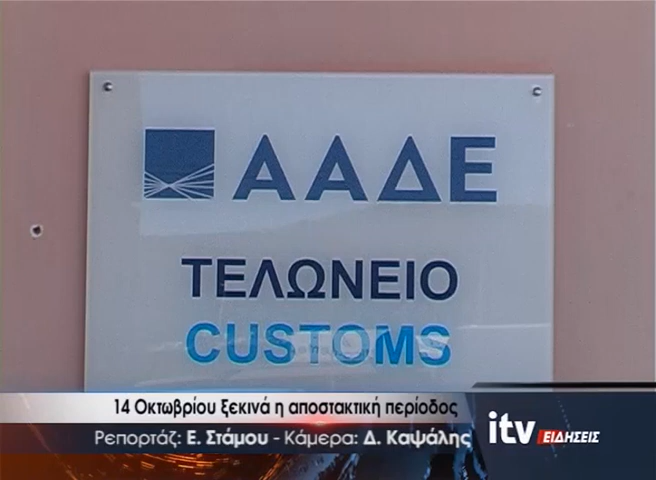 ΑΑΔΕ
ΤΕΛΩΝΕΙΟ
CUSTOMS
14 Οκτωβρίου ξεκινά η αποστακτική περίοδος
Ρεπορτάζ: Ε. Στάμου - Κάμερα: Δ. Καψάλης
itv ΕΙΔΗΣΕΙΣ